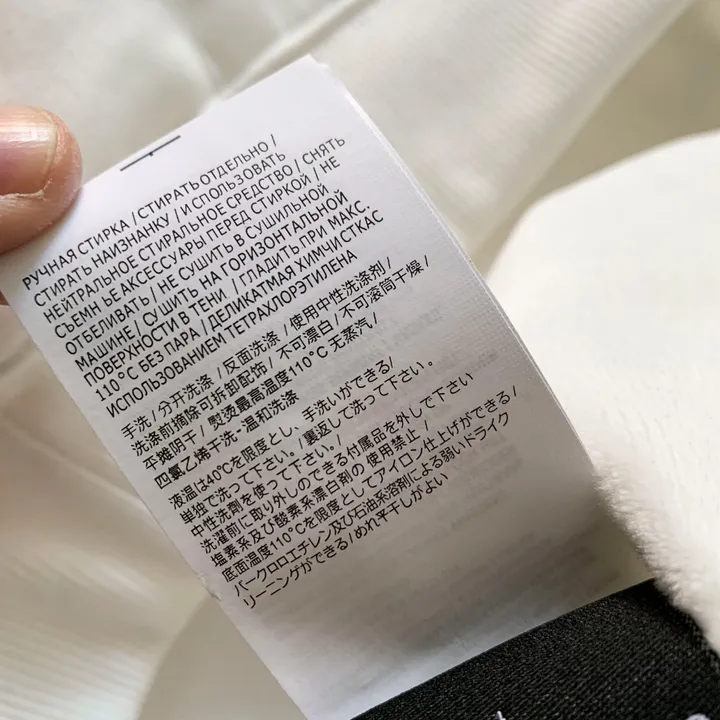 РУЧНАЯ СТИРКА / СТИРАТЬ ОТДЕЛЬНО /
СТИРАТЬ НАИЗНАНКУ / И ИСПОЛЬЗОВАТЬ
НЕЙТРАЛЬНОЕ СТИРАЛЬНОЕ СРЕДСТВО / СНЯТЬ
СЪЕМН ЬЕ АКСЕССУАРЫ ПЕРЕД СТИРКОЙ / НЕ
ОТБЕЛИВАТЬ / НЕ СУШИТЬ В СУШИЛЬНОЙ
МАШИНЕ / СУШИТЬ НА ГОРИЗОНТАЛЬНОЙ
ПОВЕРХНОСТИ В ТЕНИ / ГЛАДИТЬ ПРИ МАКС.
110 °C БЕЗ ПАРА / ДЕЛИКАТМАЯ ХИМЧИСТКАС
ИСПОЛЬЗОВАНИЕМ ТЕТРАХЛОРЭТИЛЕНА
手洗 / 分开洗涤 / 反面洗涤 / 使用中性洗涤剂 /
洗涤前摘除可拆卸配饰 / 不可漂白 / 不可滚筒干燥 /
平摊阴干 / 熨烫最高温度110°C 无蒸汽 /
四氯乙烯干洗-温和洗涤
液温は40°Cを限度とし、手洗いができる/
単独で洗って下さい。/裏返して洗って下さい。
中性洗剤を使って下さい。/
洗濯前に取り外しのできる付属品を外して下さい
塩素系及び酸素系漂白剤の 使用禁止 /
底面温度110°Cを限度としてアイロン仕上げができる/
パークロロエチレン及び石油系溶剤による弱いドライク
リーニングができる/ぬれ平干しがよい